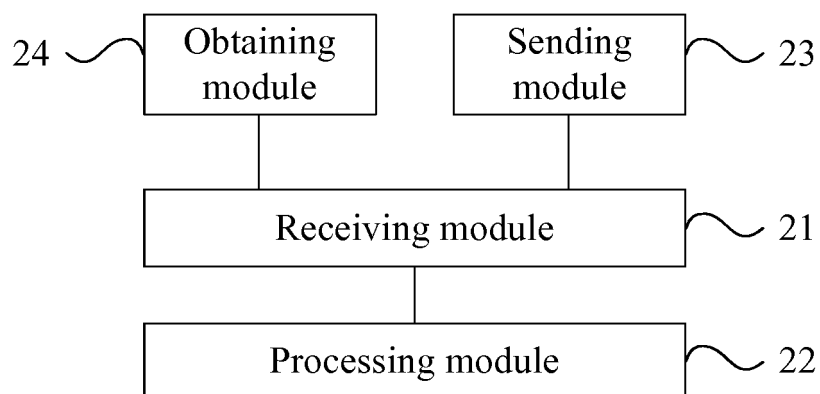 24
Obtaining
module
Sending
module
23
Receiving module
21
Processing module
22